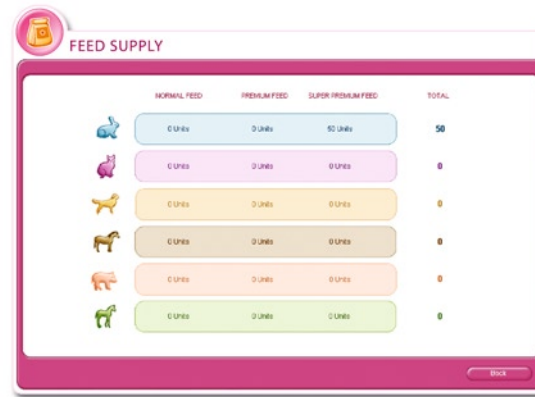 FEED SUPPLY
NORMAL FEED PREMIUM FEED SUPER PREMIUM FEED TOTAL
0 Units 0 Units 50 Units 50
0 Units 0 Units 0 Units 0
0 Units 0 Units 0 Units 0
0 Units 0 Units 0 Units 0
0 Units 0 Units 0 Units 0
0 Units 0 Units 0 Units 0
Back